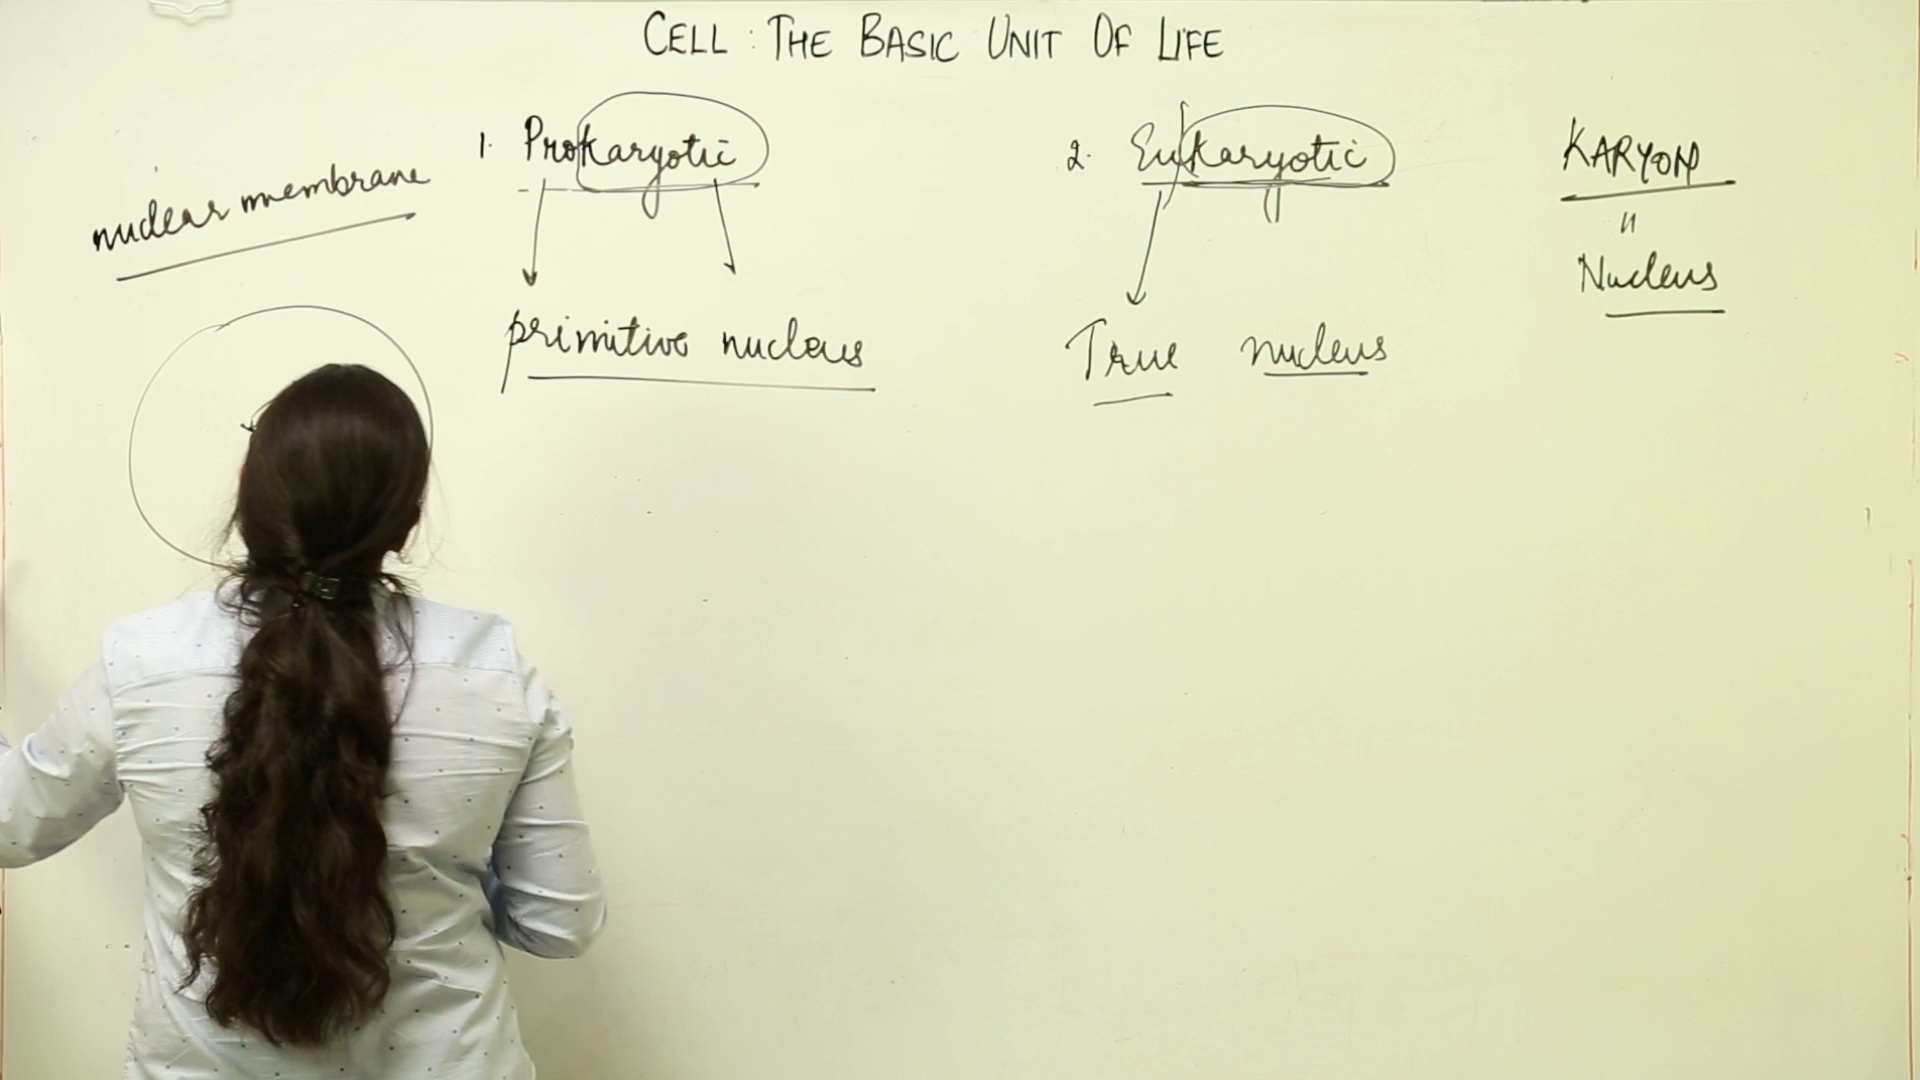 CELL : THE BASIC UNIT OF LIFE
1. Prokaryotic
2. Eukaryotic
KARYON
"
Nucleus
nuclear membrane
primitive nucleus
True nucleus